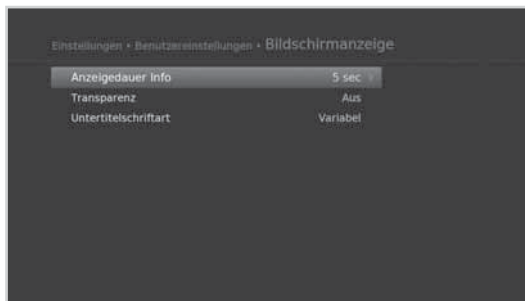 Einstellungen • Benutzereinstellungen • Bildschirmanzeige
Anzeigedauer Info 5 sec
Transparenz Aus
Untertitelschriftart Variabel